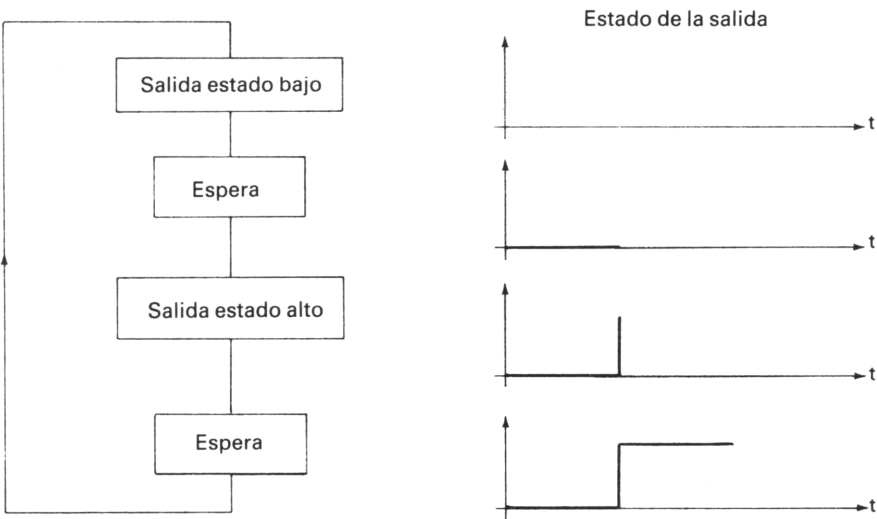 Estado de la salida
Salida estado bajo
t
Espera
t
Salida estado alto
t
Espera
t